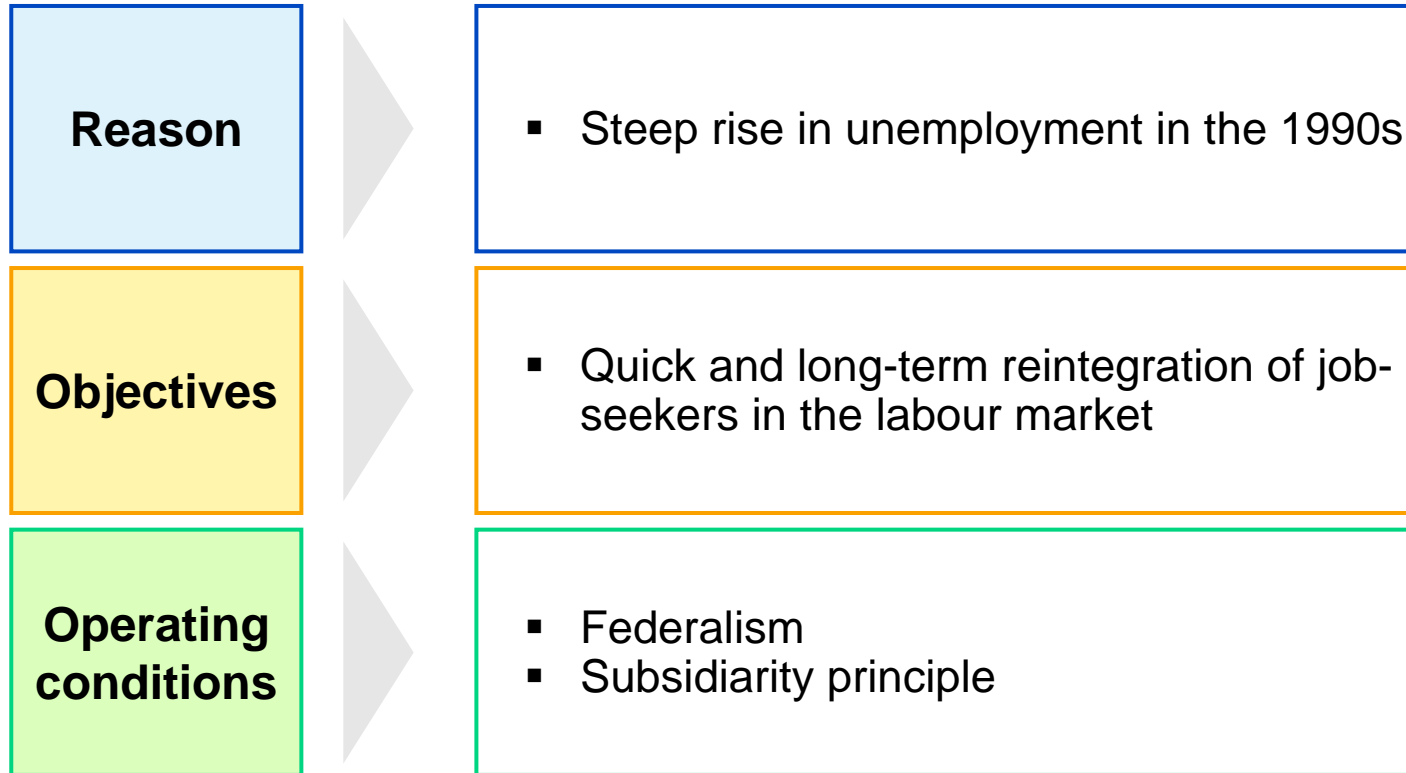 Reason
▪ Steep rise in unemployment in the 1990s
Objectives
▪ Quick and long-term reintegration of job-
seekers in the labour market
Operating
conditions
▪ Federalism
▪ Subsidiarity principle